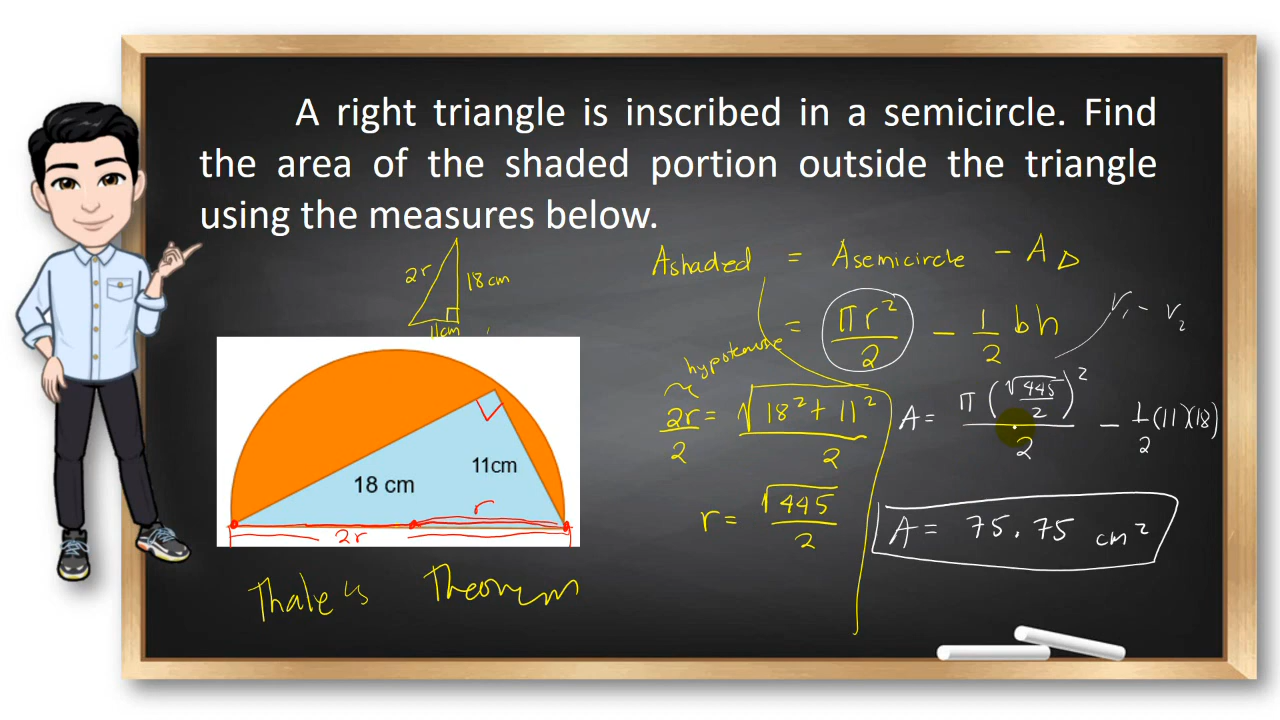 A right triangle is inscribed in a semicircle. Find
the area of the shaded portion outside the triangle
using the measures below.
2r
18 cm
11cm
Ashaded = Asemicircle - A△
= πr²/2 - 1/2 bh
V₁ - V₂
hypotenuse
2r/2 = √(18² + 11²)/2
A = π(√445/2)²/2 - 1/2 (11)(18)
r = √445/2
A = 75.75 cm²
18 cm
11cm
r
2r
Thale's Theorem